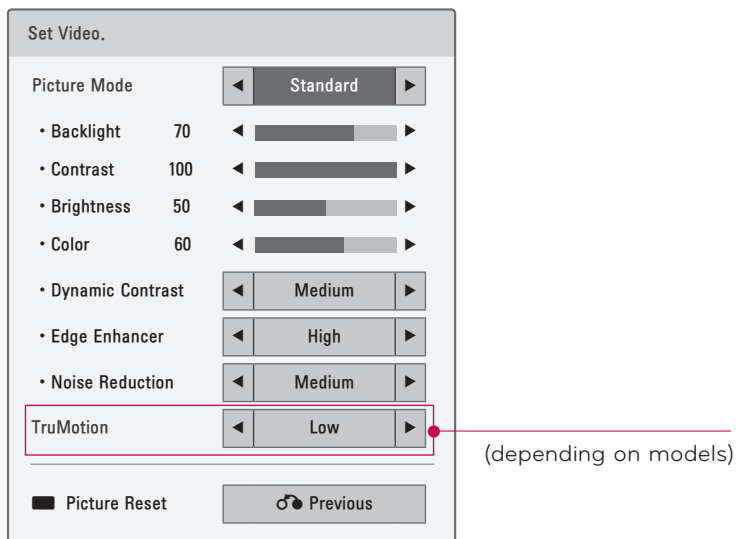 Set Video.
Picture Mode ◀ Standard ▶
• Backlight 70 ◀ ▶
• Contrast 100 ◀ ▶
• Brightness 50 ◀ ▶
• Color 60 ◀ ▶
• Dynamic Contrast ◀ Medium ▶
• Edge Enhancer ◀ High ▶
• Noise Reduction ◀ Medium ▶
TruMotion ◀ Low ▶
(depending on models)
Picture Reset Previous